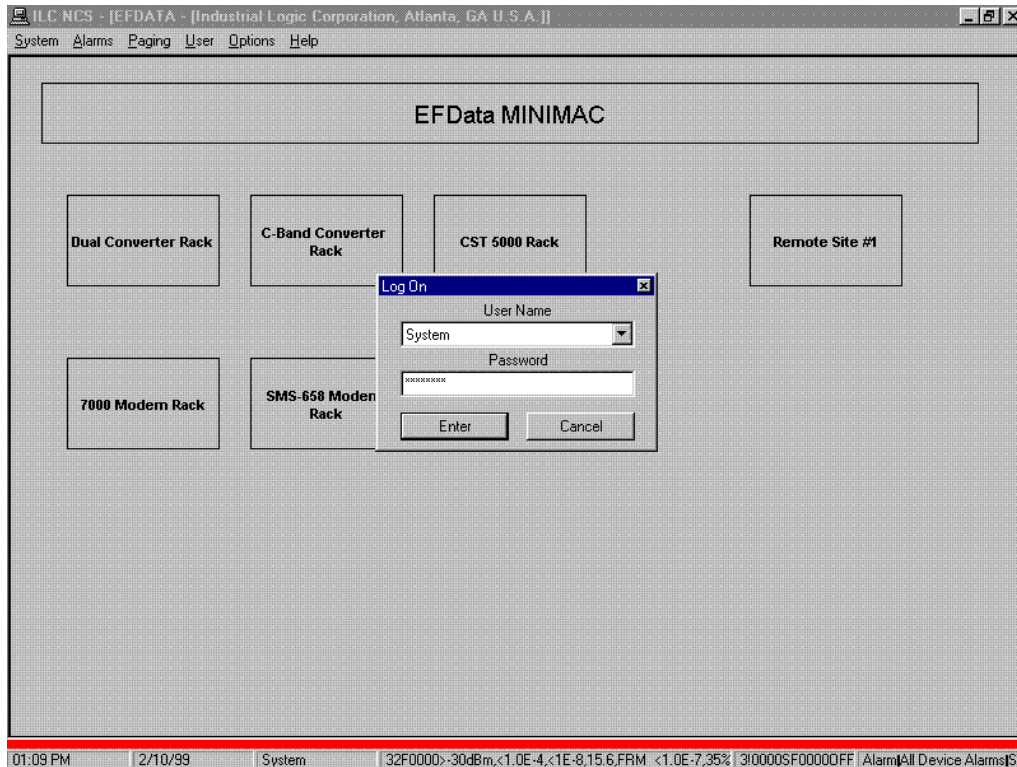 ILC NCS - [EFDATA - [Industrial Logic Corporation, Atlanta, GA U.S.A.]]
System Alarms Paging User Options Help
EFData MINIMAC
Dual Converter Rack
C-Band Converter
Rack
CST 5000 Rack
Remote Site #1
Log On
User Name
System
Password
xxxxxxxx
Enter Cancel
7000 Modem Rack
SMS-658 Modem
Rack
01:09 PM 2/10/99 System 32F0000>-30dBm,<1.0E-4,<1E-8,15.6,FRM <1.0E-7,35% 3!0000SF00000FF Alarm All Device Alarms S